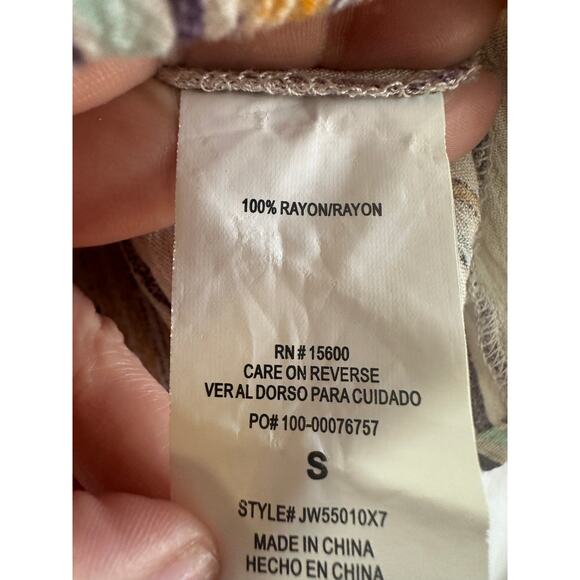 100% RAYON/RAYON
RN # 15600
CARE ON REVERSE
VER AL DORSO PARA CUIDADO
PO# 100-00076757
S
STYLE# JW55010X7
MADE IN CHINA
HECHO EN CHINA